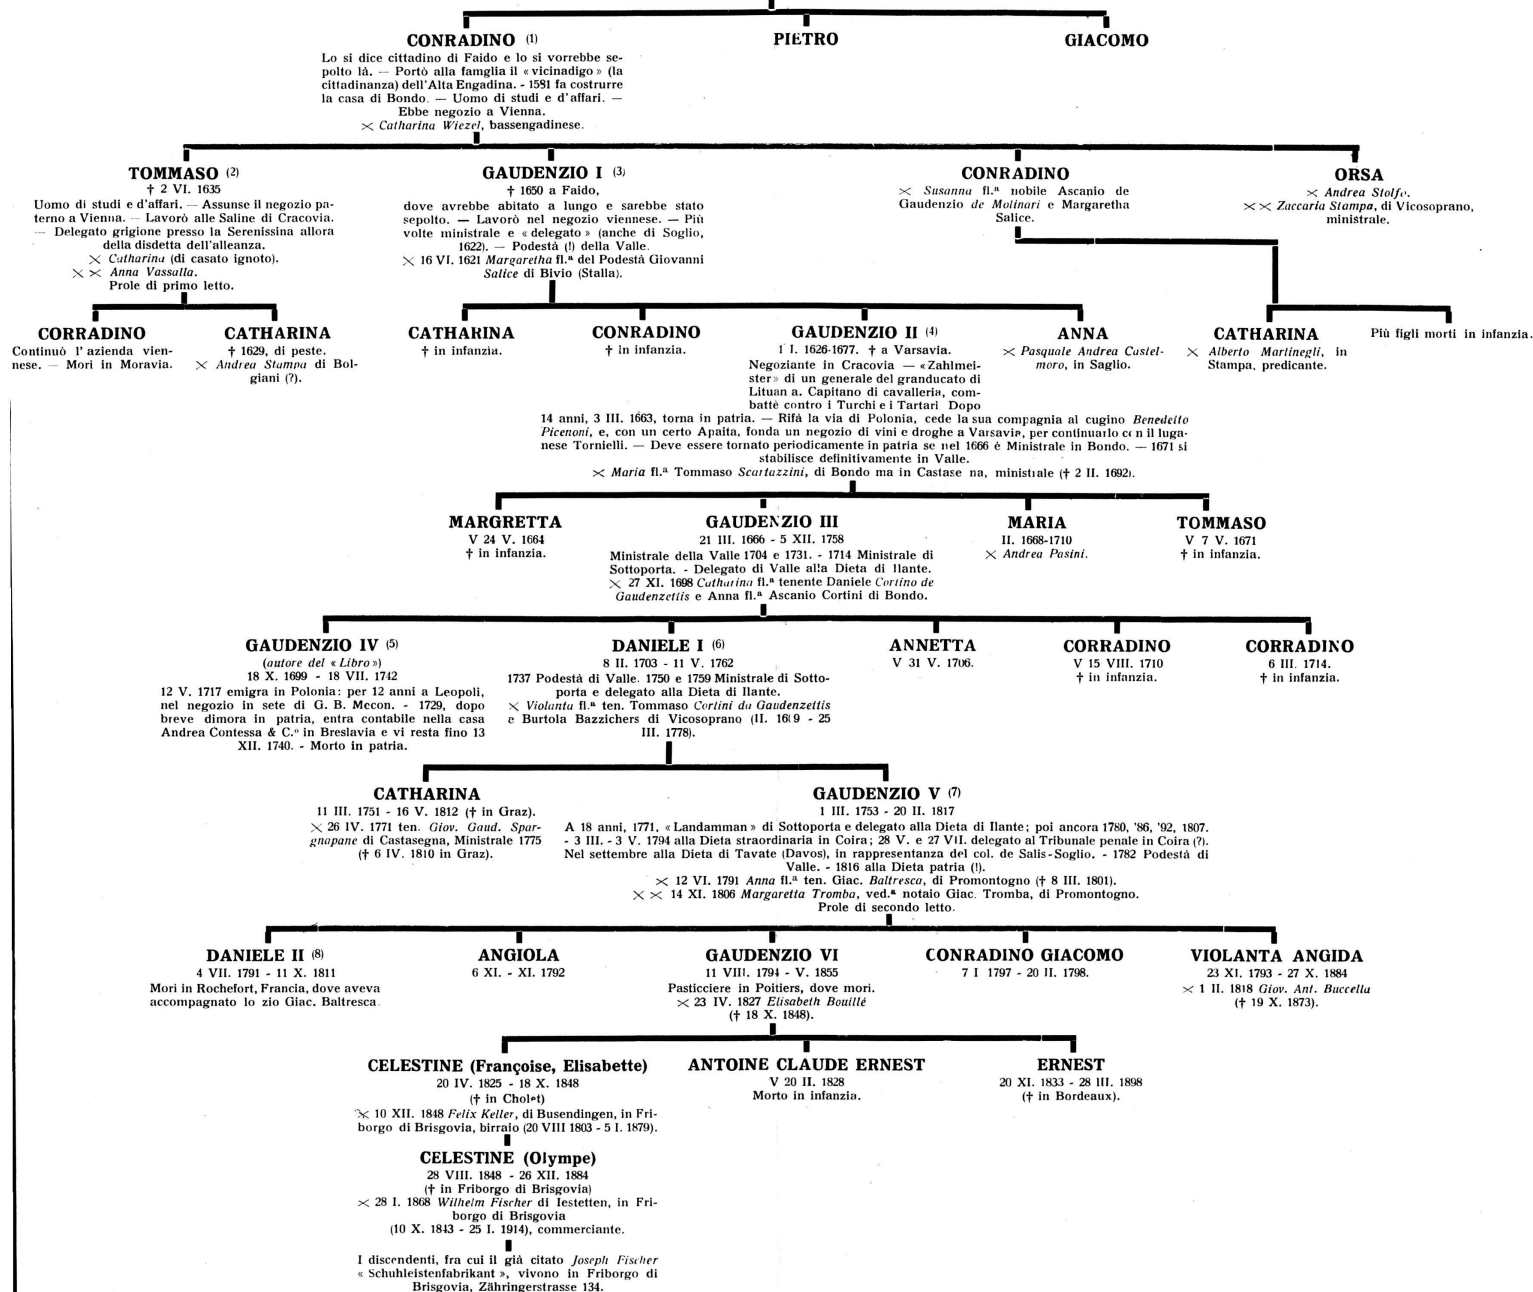 CONRADINO (1)
Lo si dice cittadino di Faido e lo si vorrebbe se-
polto là. — Portò alla famglia il « vicinadigo » (la
cittadinanza) dell'Alta Engadina. - 1581 fa costrurre
la casa di Bondo. — Uomo di studi e d'affari. —
Ebbe negozio a Vienna.
⚔ Catharina Wiezel, bassengadinese.
PIETRO
GIACOMO
TOMMASO (2)
† 2 VI. 1635
Uomo di studi e d'affari. — Assunse il negozio pa-
terno a Vienna. — Lavorò alle Saline di Cracovia.
— Delegato grigione presso la Serenissima allora
della disdetta dell'alleanza.
⚔ Catharina (di casato ignoto).
⚔ ⚔ Anna Vassalla.
Prole di primo letto.
GAUDENZIO I (3)
† 1650 a Faido,
dove avrebbe abitato a lungo e sarebbe stato
sepolto. — Lavorò nel negozio viennese. — Più
volte ministrale e « delegato » (anche di Soglio,
1622). — Podestà (!) della Valle.
⚔ 16 VI. 1621 Margaretha fl.ª del Podestà Giovanni
Salice di Bivio (Stalla).
CONRADINO
⚔ Susanna fl.ª nobile Ascanio de
Gaudenzio de Molinari e Margaretha
Salice.
ORSA
⚔ Andrea Stolfo.
⚔ ⚔ Zaccaria Stampa, di Vicosoprano,
ministrale.
CORRADINO
Continuò l'azienda vien-
nese. — Mori in Moravia.
CATHARINA
† 1629, di peste.
⚔ Andrea Stampa di Bol-
giani (?).
CATHARINA
† in infanzia.
CONRADINO
† in infanzia.
GAUDENZIO II (4)
1 I. 1626-1677. † a Varsavia.
Negoziante in Cracovia — «Zahlmei-
ster» di un generale del granducato di
Lituan a. Capitano di cavalleria, com-
battè contro i Turchi e i Tartari Dopo
14 anni, 3 III. 1663, torna in patria. — Rifà la via di Polonia, cede la sua compagnia al cugino Benedetto
Picenoni, e, con un certo Apaita, fonda un negozio di vini e droghe a Varsavia, per continuarlo con il luga-
nese Tornielli. — Deve essere tornato periodicamente in patria se nel 1666 è Ministrale in Bondo. — 1671 si
stabilisce definitivamente in Valle.
⚔ Maria fl.ª Tommaso Scartazzini, di Bondo ma in Castase na, ministrale († 2 II. 1692).
ANNA
⚔ Pasquale Andrea Castel-
moro, in Saglio.
CATHARINA
⚔ Alberto Martinegli, in
Stampa, predicante.
Più figli morti in infanzia.
MARGRETTA
V 24 V. 1664
† in infanzia.
GAUDENZIO III
21 III. 1666 - 5 XII. 1758
Ministrale della Valle 1704 e 1731. - 1714 Ministrale di
Sottoporta. - Delegato di Valle alla Dieta di Ilante.
⚔ 27 XI. 1698 Catharina fl.ª tenente Daniele Cortino de
Gaudenzettis e Anna fl.ª Ascanio Cortini di Bondo.
MARIA
II. 1668-1710
⚔ Andrea Pasini.
TOMMASO
V 7 V. 1671
† in infanzia.
GAUDENZIO IV (5)
(autore del « Libro »)
18 X. 1699 - 18 VII. 1742
12 V. 1717 emigra in Polonia: per 12 anni a Leopoli,
nel negozio in sete di G. B. Mecon. - 1729, dopo
breve dimora in patria, entra contabile nella casa
Andrea Contessa & C.º in Breslavia e vi resta fino 13
XII. 1740. - Morto in patria.
DANIELE I (6)
8 II. 1703 - 11 V. 1762
1737 Podestà di Valle. 1750 e 1759 Ministrale di Sotto-
porta e delegato alla Dieta di Ilante.
⚔ Violanta fl.ª ten. Tommaso Cortini da Gaudenzettis
e Burtola Bazzichers di Vicosoprano (II. - 25
III. 1778).
ANNETTA
V 31 V. 1706.
CORRADINO
V 15 VIII. 1710
† in infanzia.
CORRADINO
6 III. 1714.
† in infanzia.
CATHARINA
11 III. 1751 - 16 V. 1812 († in Graz).
⚔ 26 IV. 1771 ten. Giov. Gaud. Spar-
gnapane di Castasegna, Ministrale 1775
(† 6 IV. 1810 in Graz).
GAUDENZIO V (7)
1 III. 1753 - 20 II. 1817
A 18 anni, 1771, « Landamman » di Sottoporta e delegato alla Dieta di Ilante; poi ancora 1780, '86, '92, 1807.
- 3 III. - 3 V. 1794 alla Dieta straordinaria in Coira; 28 V. e 27 VII. delegato al Tribunale penale in Coira (?).
Nel settembre alla Dieta di Tavate (Davos), in rappresentanza del col. de Salis-Soglio. - 1782 Podestà di
Valle. - 1816 alla Dieta patria (!).
⚔ 12 VI. 1791 Anna fl.ª ten. Giac. Baltresca, di Promontogno († 8 III. 1801).
⚔ ⚔ 14 XI. 1806 Margaretta Tromba, ved.ª notaio Giac. Tromba, di Promontogno.
Prole di secondo letto.
DANIELE II (8)
4 VII. 1791 - 11 X. 1811
Mori in Rochefort, Francia, dove aveva
accompagnato lo zio Giac. Baltresca.
ANGIOLA
6 XI. - XI. 1792
GAUDENZIO VI
11 VIII. 1794 - V. 1855
Pasticciere in Poitiers, dove mori.
⚔ 23 IV. 1827 Elisabeth Bouillé
(† 18 X. 1848).
CONRADINO GIACOMO
7 I 1797 - 20 II. 1798.
VIOLANTA ANGIDA
23 XI. 1793 - 27 X. 1884
⚔ 1 II. 1818 Giov. Ant. Buccella
(† 19 X. 1873).
CELESTINE (Françoise, Elisabette)
20 IV. 1825 - 18 X. 1848
(† in Cholet)
⚔ 10 XII. 1848 Felix Keller, di Busendingen, in Fri-
borgo di Brisgovia, birraio (20 VIII 1803 - 5 I. 1879).
ANTOINE CLAUDE ERNEST
V 20 II. 1828
Morto in infanzia.
ERNEST
20 XI. 1833 - 28 III. 1898
(† in Bordeaux).
CELESTINE (Olympe)
28 VIII. 1848 - 26 XII. 1884
(† in Friborgo di Brisgovia)
⚔ 28 I. 1868 Wilhelm Fischer di Iestetten, in Fri-
borgo di Brisgovia
(10 X. 1843 - 25 I. 1914), commerciante.
I discendenti, fra cui il già citato Joseph Fischer
« Schuhleistenfabrikant », vivono in Friborgo di
Brisgovia, Zähringerstrasse 134.